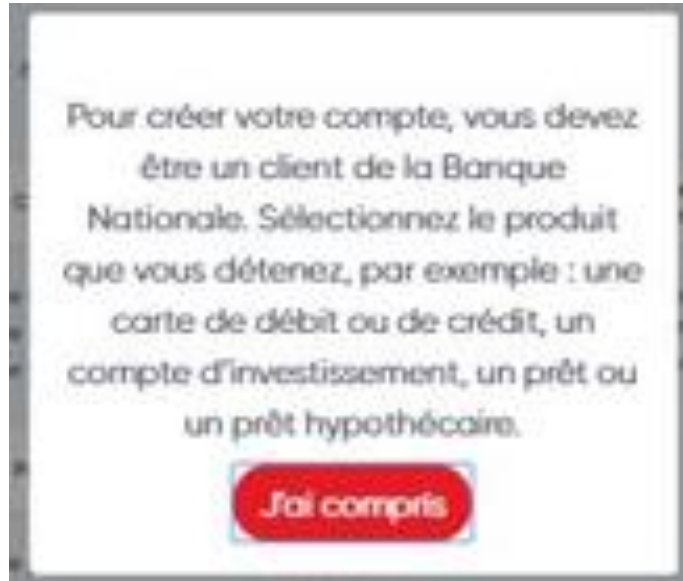 Pour créer votre compte, vous devez
être un client de la Banque
Nationale. Sélectionnez le produit
que vous détenez, par exemple : une
carte de débit ou de crédit, un
compte d'investissement, un prêt ou
un prêt hypothécaire.
J'ai compris